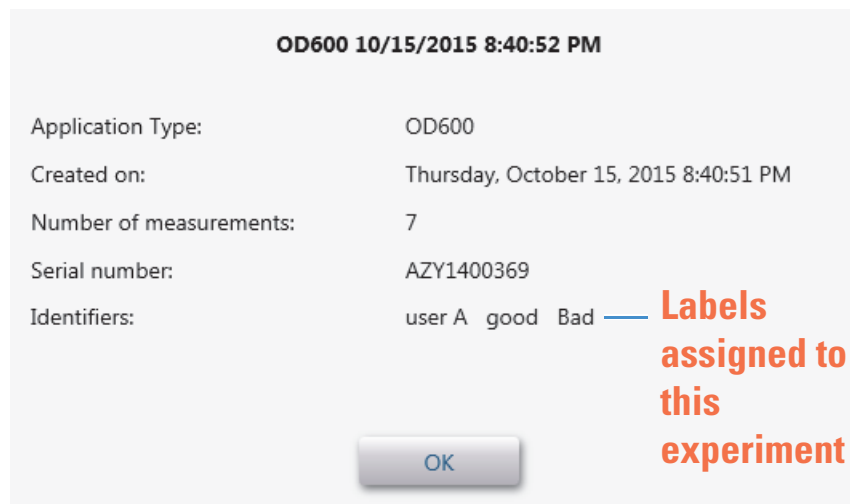 OD600 10/15/2015 8:40:52 PM
Application Type: OD600
Created on: Thursday, October 15, 2015 8:40:51 PM
Number of measurements: 7
Serial number: AZY1400369
Identifiers: user A good Bad
Labels
assigned to
this
experiment
OK